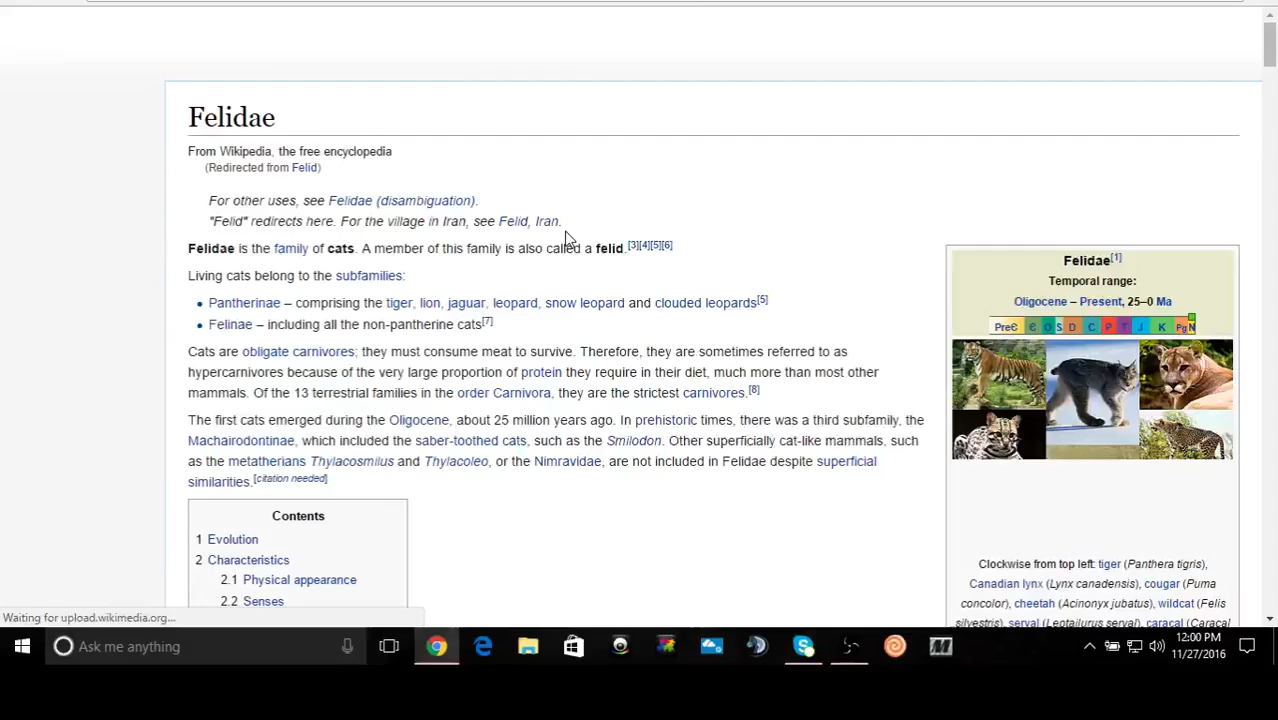 Felidae
From Wikipedia, the free encyclopedia
(Redirected from Felid)
For other uses, see Felidae (disambiguation).
"Felid" redirects here. For the village in Iran, see Felid, Iran.
Felidae is the family of cats. A member of this family is also called a felid.[3][4][5][6]
Living cats belong to the subfamilies:
• Pantherinae – comprising the tiger, lion, jaguar, leopard, snow leopard and clouded leopards[5]
• Felinae – including all the non-pantherine cats[7]
Cats are obligate carnivores; they must consume meat to survive. Therefore, they are sometimes referred to as
hypercarnivores because of the very large proportion of protein they require in their diet, much more than most other
mammals. Of the 13 terrestrial families in the order Carnivora, they are the strictest carnivores.[8]
The first cats emerged during the Oligocene, about 25 million years ago. In prehistoric times, there was a third subfamily, the
Machairodontinae, which included the saber-toothed cats, such as the Smilodon. Other superficially cat-like mammals, such
as the metatherians Thylacosmilus and Thylacoleo, or the Nimravidae, are not included in Felidae despite superficial
similarities.[citation needed]
Contents
1 Evolution
2 Characteristics
2.1 Physical appearance
2.2 Senses
Felidae[1]
Temporal range:
Oligocene – Present, 25–0 Ma
PreЄ Є O S D C P T J K Pg N
Clockwise from top left: tiger (Panthera tigris),
Canadian lynx (Lynx canadensis), cougar (Puma
concolor), cheetah (Acinonyx jubatus), wildcat (Felis
silvestris), serval (Leptailurus serval), caracal (Caracal
Waiting for upload.wikimedia.org...
Ask me anything
12:00 PM
11/27/2016